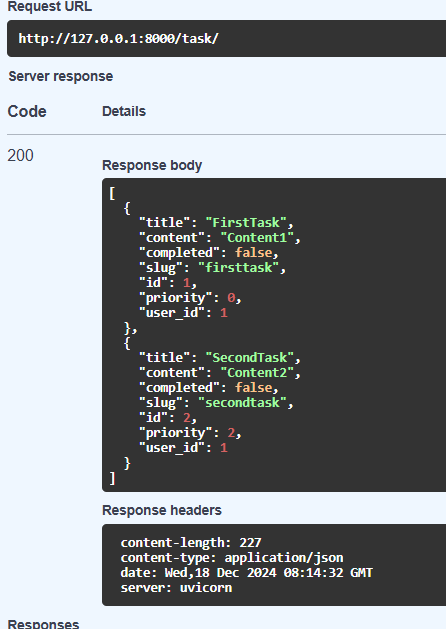 Request URL
http://127.0.0.1:8000/task/
Server response
Code Details
200
Response body
[
  {
    "title": "FirstTask",
    "content": "Content1",
    "completed": false,
    "slug": "firsttask",
    "id": 1,
    "priority": 0,
    "user_id": 1
  },
  {
    "title": "SecondTask",
    "content": "Content2",
    "completed": false,
    "slug": "secondtask",
    "id": 2,
    "priority": 2,
    "user_id": 1
  }
]
Response headers
content-length: 227
content-type: application/json
date: Wed,18 Dec 2024 08:14:32 GMT
server: uvicorn
Responses